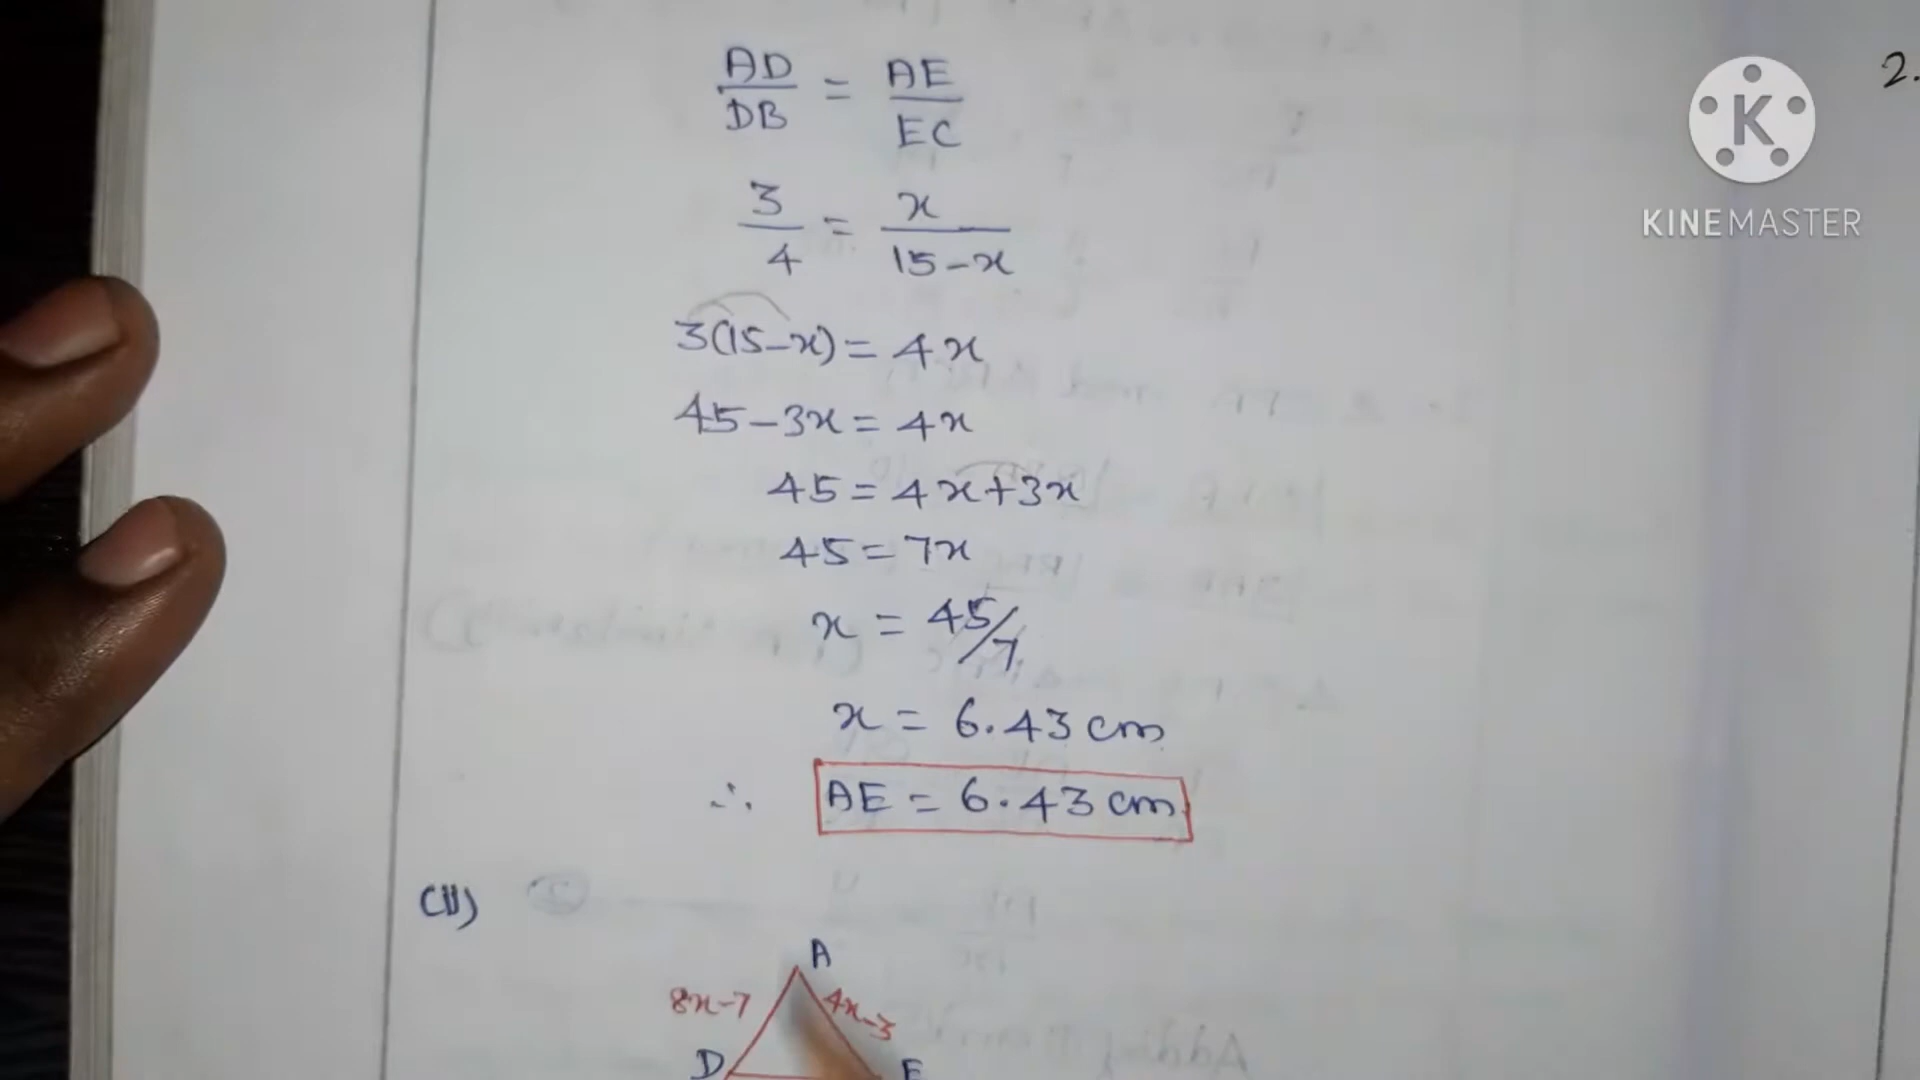 AD/DB = AE/EC
3/4 = x/15-x
3(15-x) = 4x
45-3x = 4x
45 = 4x+3x
45 = 7x
x = 45/7
x = 6.43 cm
∴ AE = 6.43 cm
(ii)
A
8x-7 4x-3
D E
2.
K
KINEMASTER